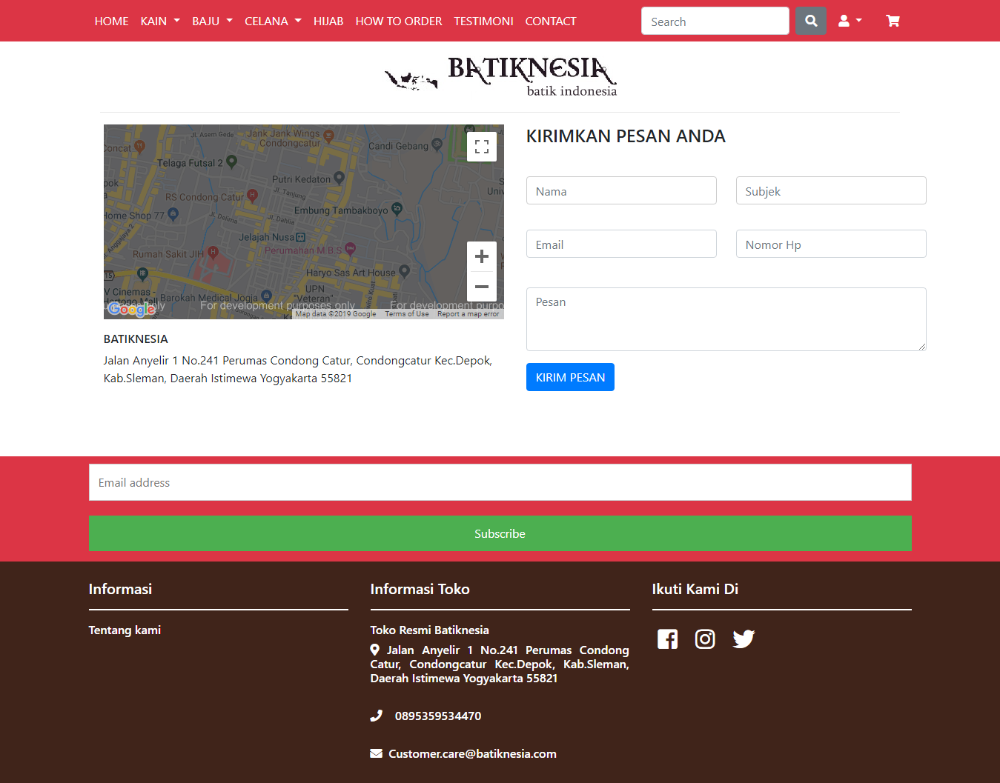 HOME KAIN BAJU CELANA HIJAB HOW TO ORDER TESTIMONI CONTACT Search
BATIKNESIA
batik indonesia
Jl. Asem Gede
Jank Jank Wings
Condongcatur
Concat
Candi Gebang
Telaga Futsal 2
Putri Kedaton
pok
Jl. Tanjung
Univ
RS Condong Catur
Home Shop 77
Jl. Delima
Jl. Dahlia
Embung Tambakboyo
Jelajah Nusa
Perumahan M.B.S
Rumah Sakit JIH
Haryo Sas Art House
V Cinemas -
Hartono Mall
Barokah Medical Jogja
UPN
"Veteran"
For development purposes only
For development purpo
Google
Map data ©2019 Google Terms of Use Report a map error
BATIKNESIA
Jalan Anyelir 1 No.241 Perumas Condong Catur, Condongcatur Kec.Depok,
Kab.Sleman, Daerah Istimewa Yogyakarta 55821
KIRIMKAN PESAN ANDA
Nama Subjek
Email Nomor Hp
Pesan
KIRIM PESAN
Email address
Subscribe
Informasi
Tentang kami
Informasi Toko
Toko Resmi Batiknesia
Jalan Anyelir 1 No.241 Perumas Condong
Catur, Condongcatur Kec.Depok, Kab.Sleman,
Daerah Istimewa Yogyakarta 55821
0895359534470
Customer.care@batiknesia.com
Ikuti Kami Di